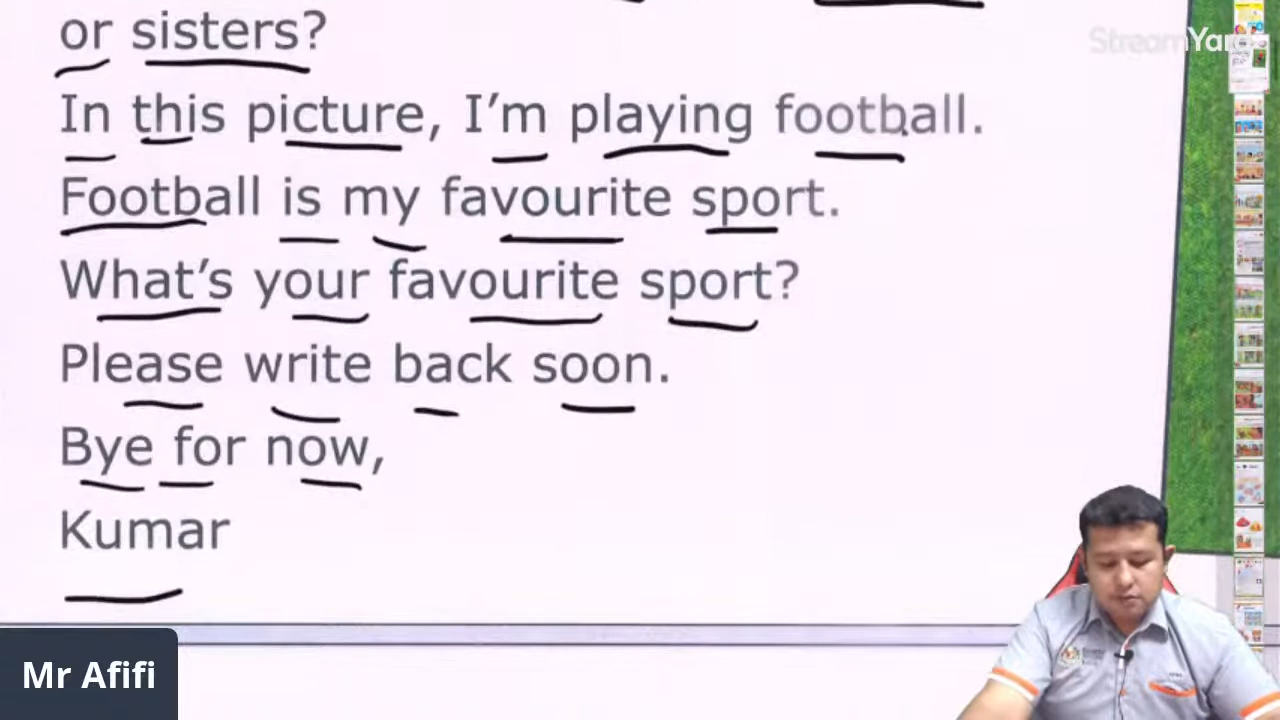 or sisters?
StreamYard
In this picture, I'm playing football.
Football is my favourite sport.
What's your favourite sport?
Please write back soon.
Bye for now,
Kumar
Mr Afifi